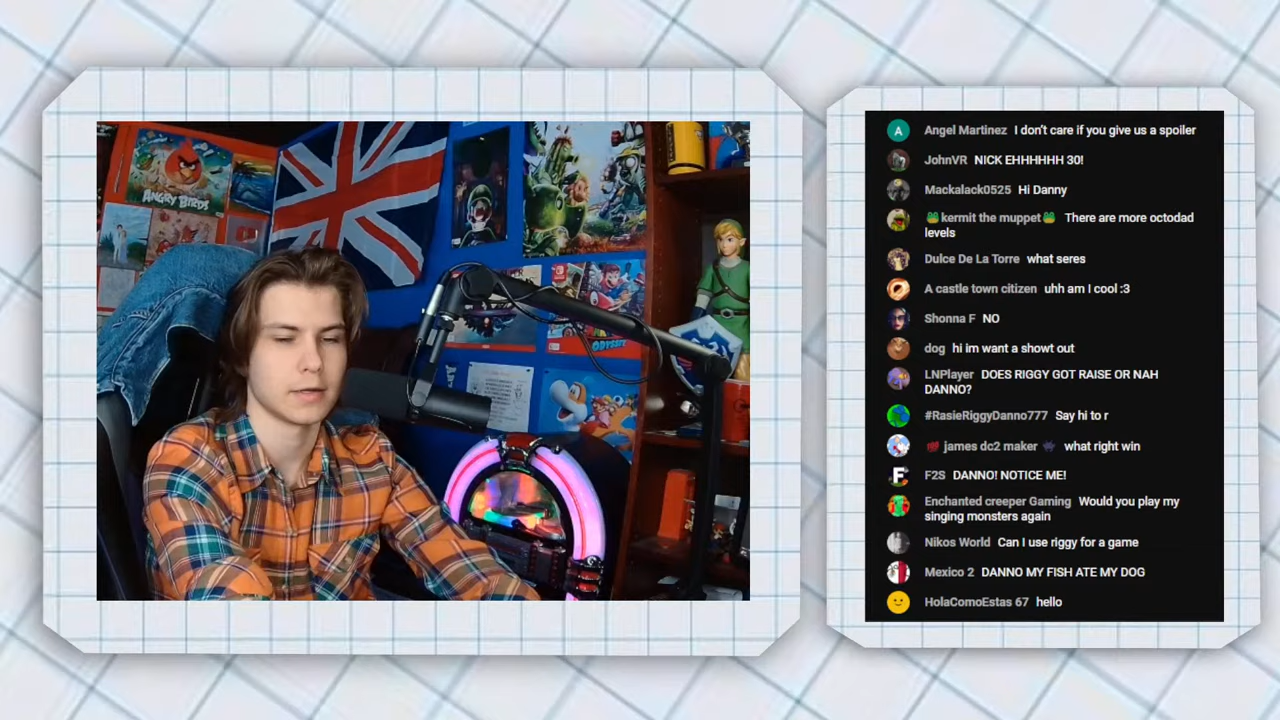 ANGRY BIRDS
ODYSSEY
Angel Martinez I don't care if you give us a spoiler
JohnVR NICK EHHHHHH 30!
Mackalack0525 Hi Danny
🐸kermit the muppet🐸 There are more octodad
levels
Dulce De La Torre what seres
A castle town citizen uhh am I cool :3
Shonna F NO
dog hi im want a showt out
LNPlayer DOES RIGGY GOT RAISE OR NAH
DANNO?
#RasieRiggyDanno777 Say hi to r
james dc2 maker what right win
F2S DANNO! NOTICE ME!
Enchanted creeper Gaming Would you play my
singing monsters again
Nikos World Can I use riggy for a game
Mexico 2 DANNO MY FISH ATE MY DOG
HolaComoEstas 67 hello